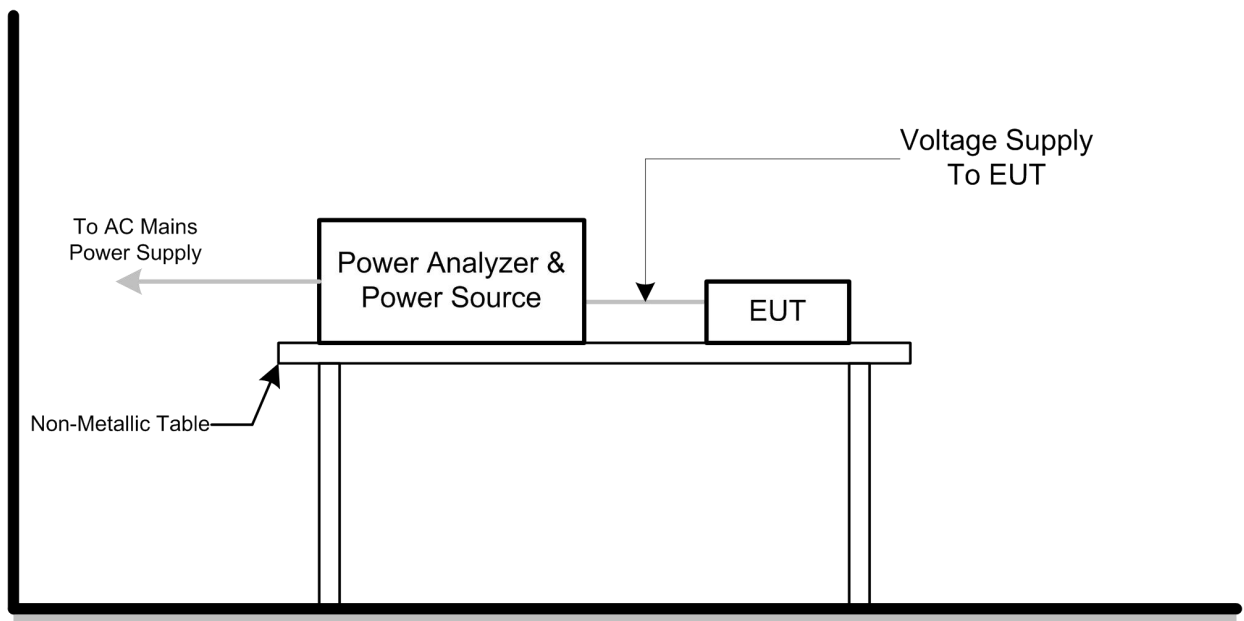 Voltage Supply
To EUT
To AC Mains
Power Supply
Power Analyzer &
Power Source
EUT
Non-Metallic Table